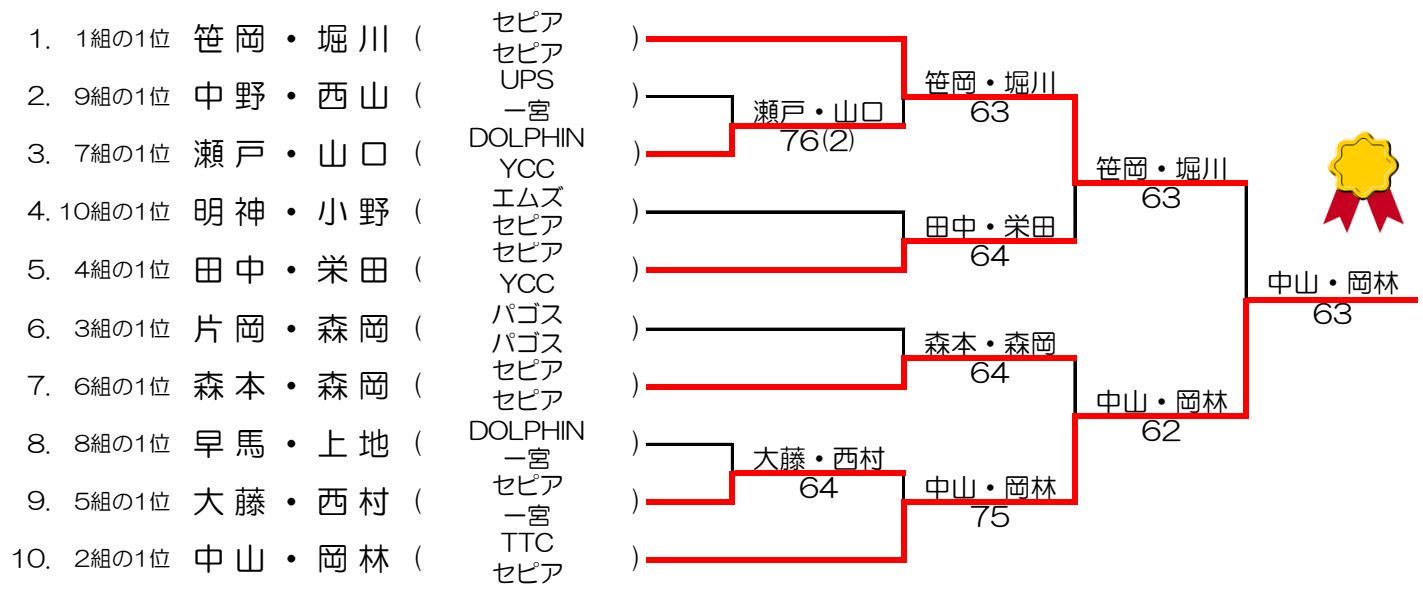 1. 1組の1位 笹岡・堀川 ( セピア セピア )
2. 9組の1位 中野・西山 ( UPS 一宮 )
3. 7組の1位 瀬戸・山口 ( DOLPHIN YCC )
4. 10組の1位 明神・小野 ( エムズ セピア )
5. 4組の1位 田中・栄田 ( セピア YCC )
6. 3組の1位 片岡・森岡 ( パゴス パゴス )
7. 6組の1位 森本・森岡 ( セピア セピア )
8. 8組の1位 早馬・上地 ( DOLPHIN 一宮 )
9. 5組の1位 大藤・西村 ( セピア 一宮 )
10. 2組の1位 中山・岡林 ( TTC セピア )
瀬戸・山口
76(2)
大藤・西村
64
笹岡・堀川
63
田中・栄田
64
森本・森岡
64
中山・岡林
75
笹岡・堀川
63
中山・岡林
62
中山・岡林
63